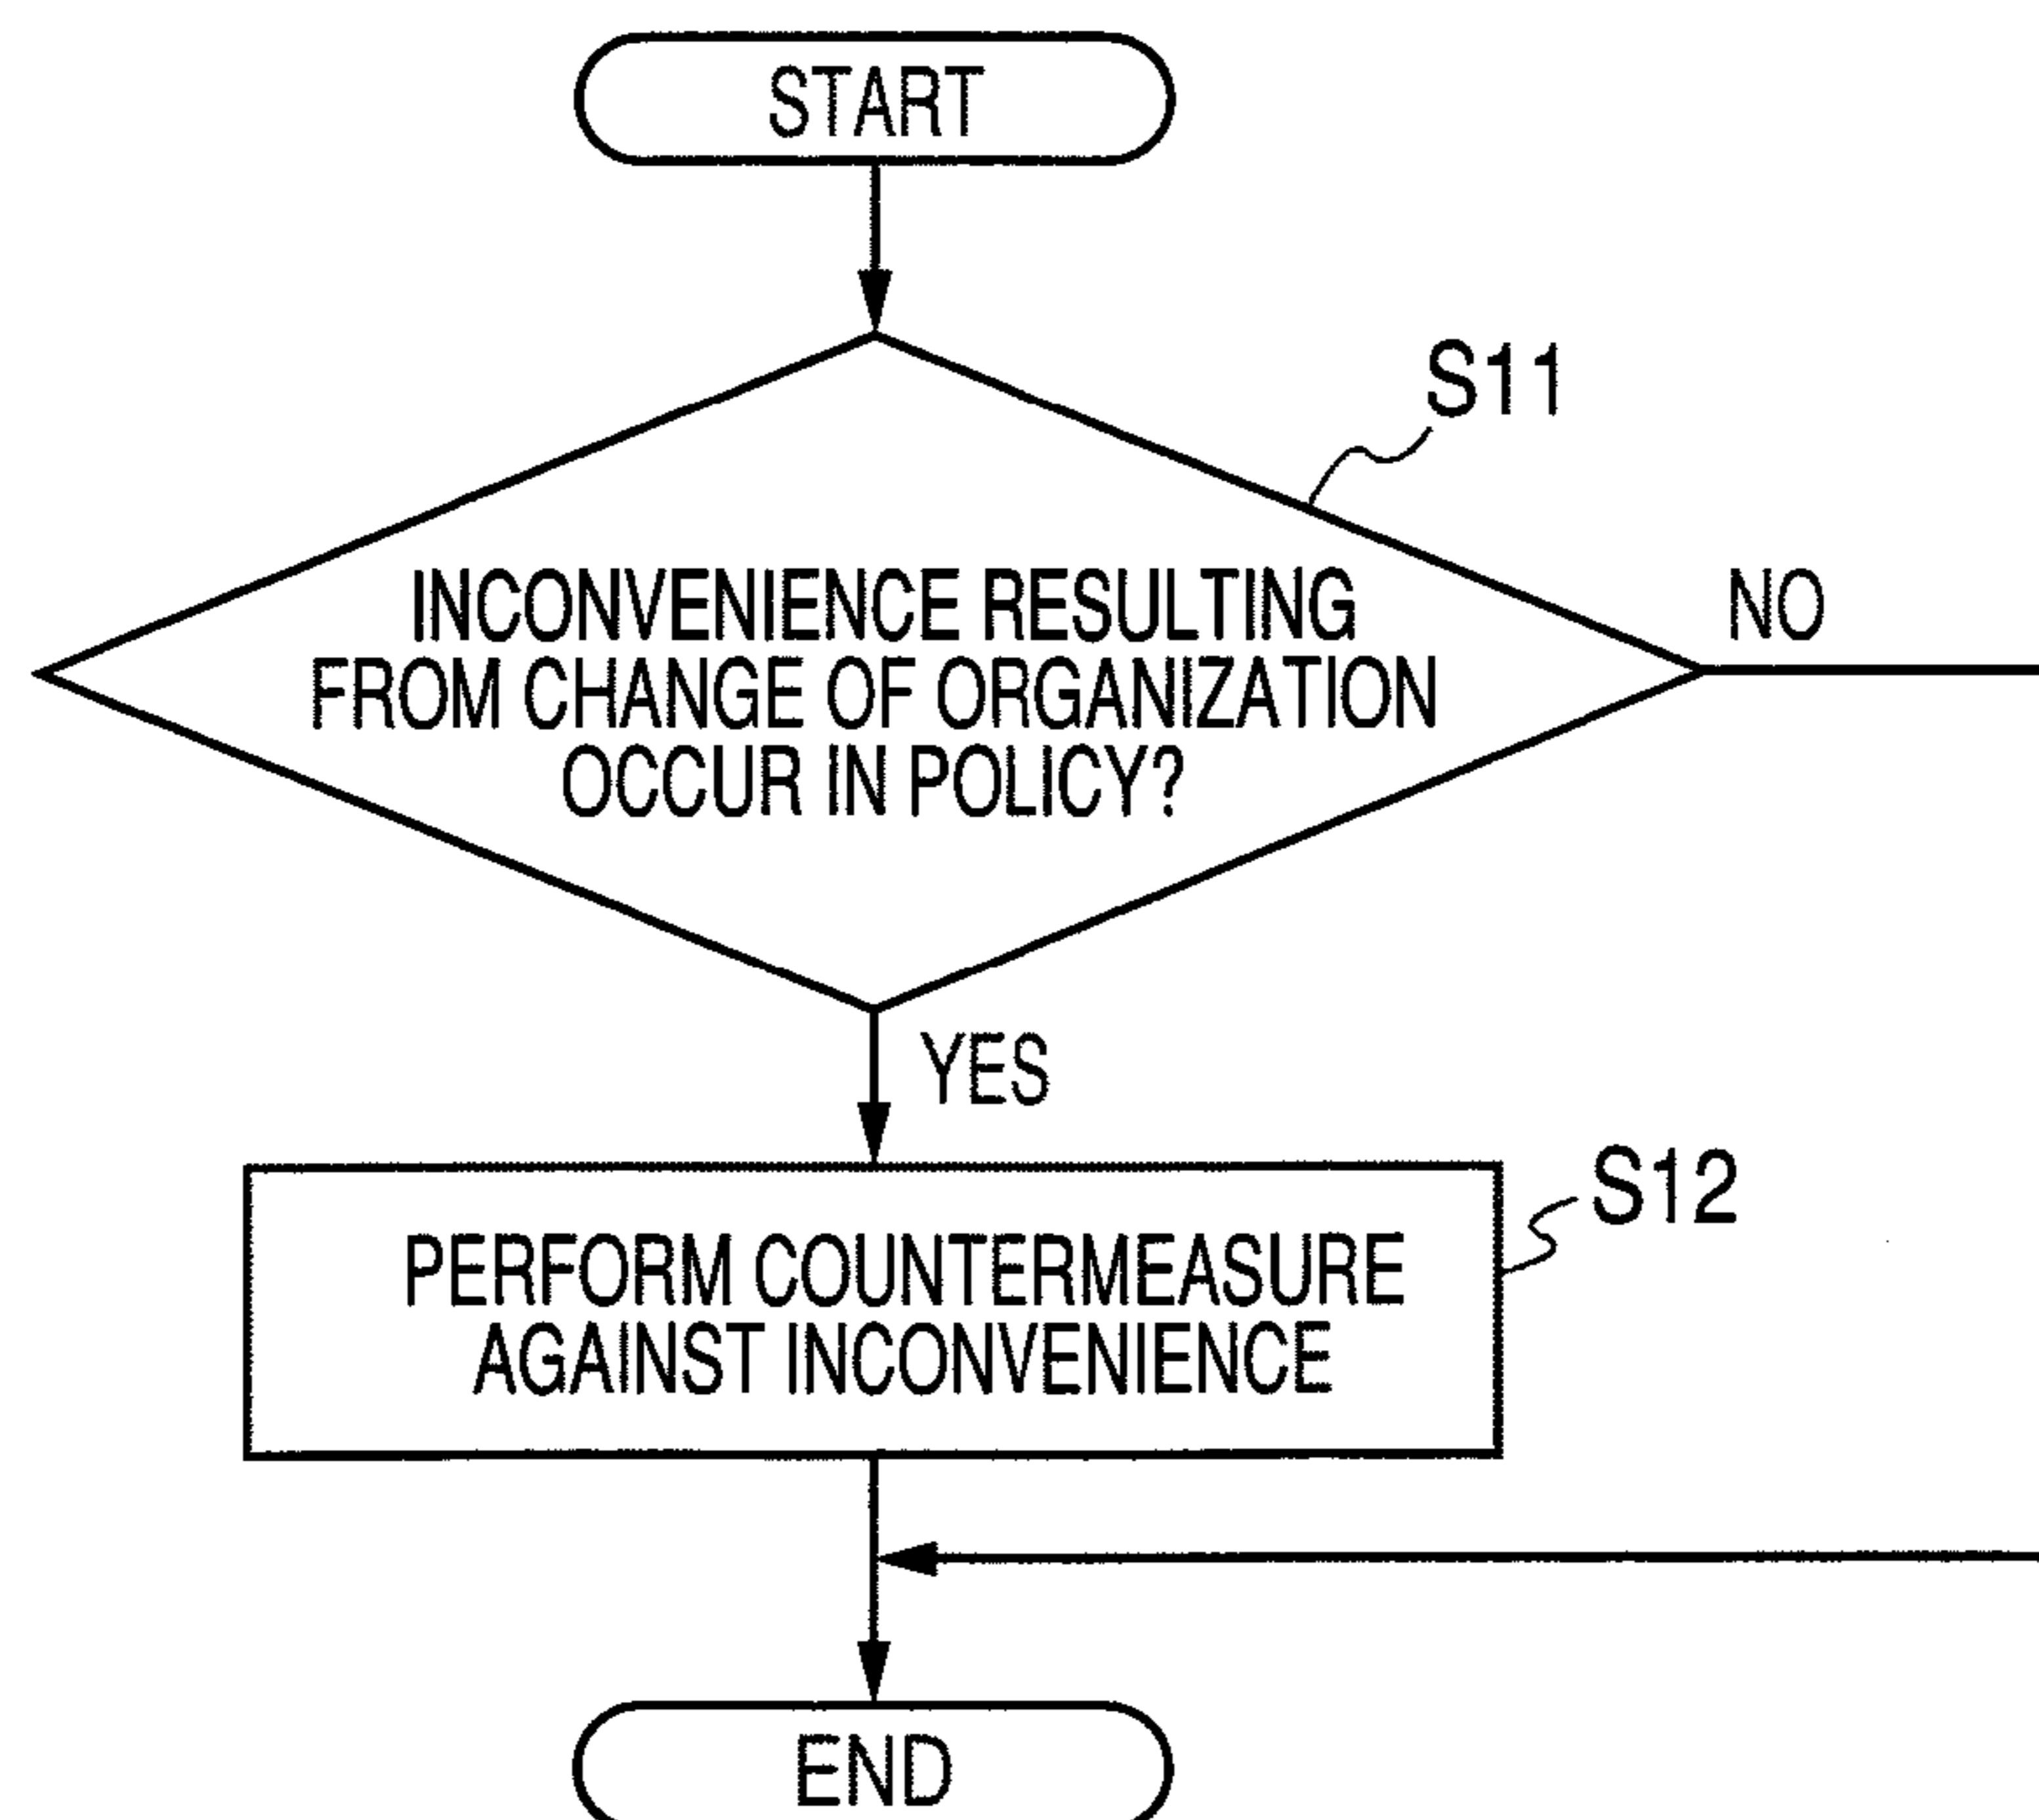 START
S11
INCONVENIENCE RESULTING
FROM CHANGE OF ORGANIZATION
OCCUR IN POLICY?
NO
YES
S12
PERFORM COUNTERMEASURE
AGAINST INCONVENIENCE
END